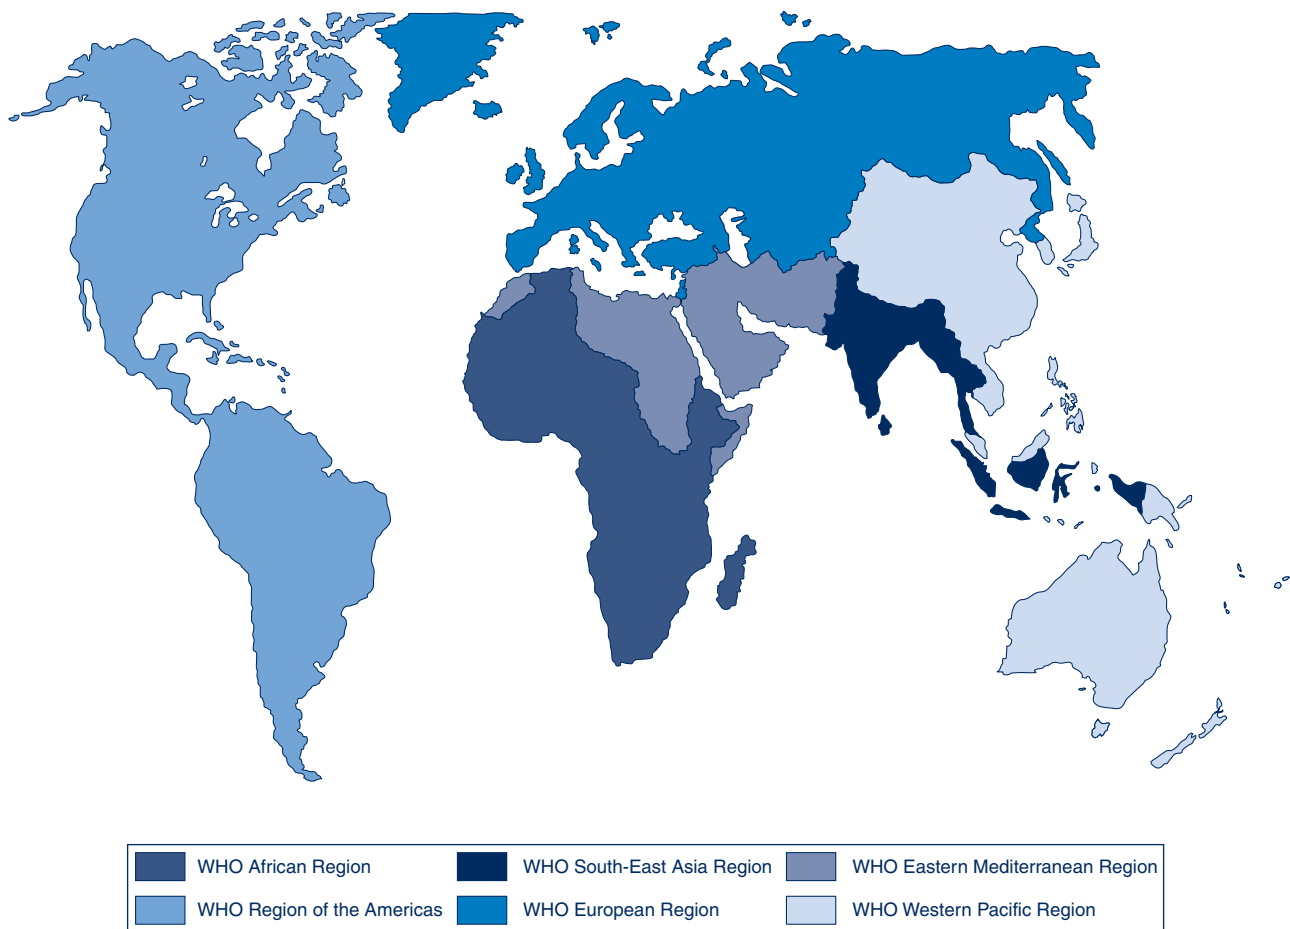 WHO African Region
WHO South-East Asia Region
WHO Eastern Mediterranean Region
WHO Region of the Americas
WHO European Region
WHO Western Pacific Region